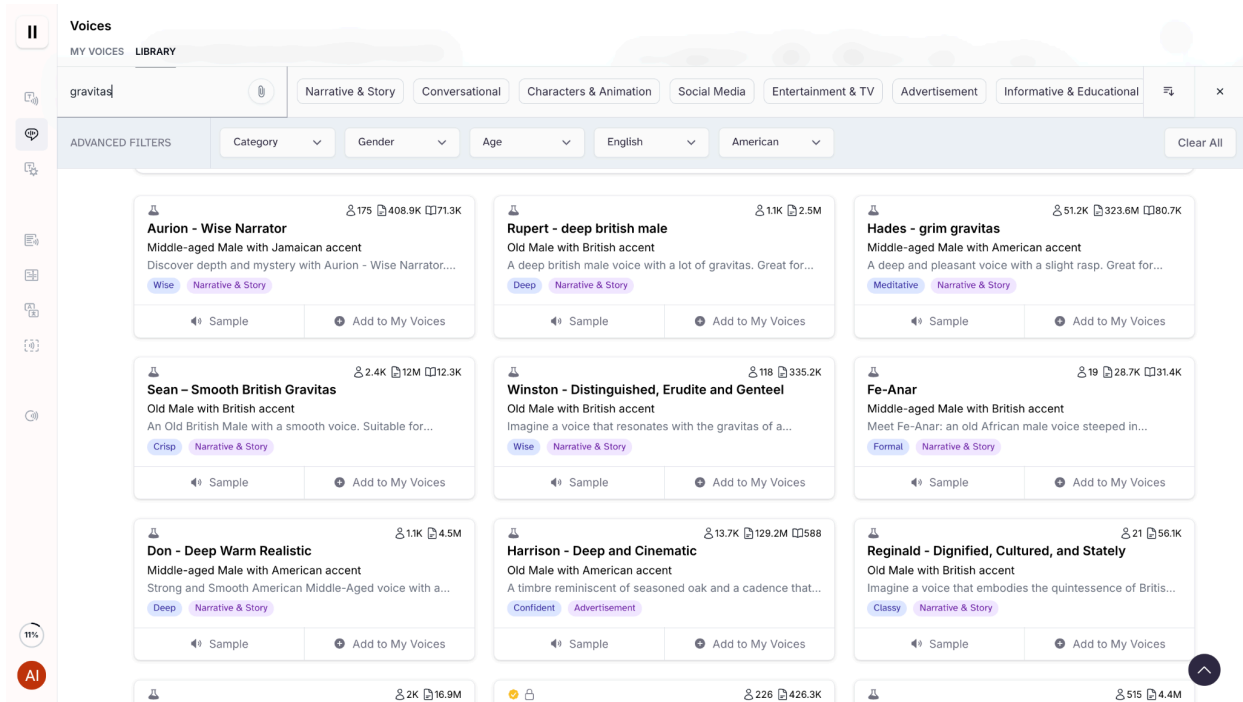 Voices
MY VOICES LIBRARY
gravitas
Narrative & Story Conversational Characters & Animation Social Media Entertainment & TV Advertisement Informative & Educational
ADVANCED FILTERS Category Gender Age English American Clear All
175 408.9K 71.3K
Aurion - Wise Narrator
Middle-aged Male with Jamaican accent
Discover depth and mystery with Aurion - Wise Narrator....
Wise Narrative & Story
Sample Add to My Voices
1.1K 2.5M
Rupert - deep british male
Old Male with British accent
A deep british male voice with a lot of gravitas. Great for...
Deep Narrative & Story
Sample Add to My Voices
51.2K 323.6M 80.7K
Hades - grim gravitas
Middle-aged Male with American accent
A deep and pleasant voice with a slight rasp. Great for...
Meditative Narrative & Story
Sample Add to My Voices
2.4K 12M 12.3K
Sean – Smooth British Gravitas
Old Male with British accent
An Old British Male with a smooth voice. Suitable for...
Crisp Narrative & Story
Sample Add to My Voices
118 335.2K
Winston - Distinguished, Erudite and Genteel
Old Male with British accent
Imagine a voice that resonates with the gravitas of a...
Wise Narrative & Story
Sample Add to My Voices
19 28.7K 31.4K
Fe-Anar
Middle-aged Male with British accent
Meet Fe-Anar: an old African male voice steeped in...
Formal Narrative & Story
Sample Add to My Voices
1.1K 4.5M
Don - Deep Warm Realistic
Middle-aged Male with American accent
Strong and Smooth American Middle-Aged voice with a...
Deep Narrative & Story
Sample Add to My Voices
13.7K 129.2M 588
Harrison - Deep and Cinematic
Old Male with American accent
A timbre reminiscent of seasoned oak and a cadence that...
Confident Advertisement
Sample Add to My Voices
21 56.1K
Reginald - Dignified, Cultured, and Stately
Old Male with British accent
Imagine a voice that embodies the quintessence of Britis...
Classy Narrative & Story
Sample Add to My Voices
2K 16.9M
226 426.3K
515 4.4M
11%
AI